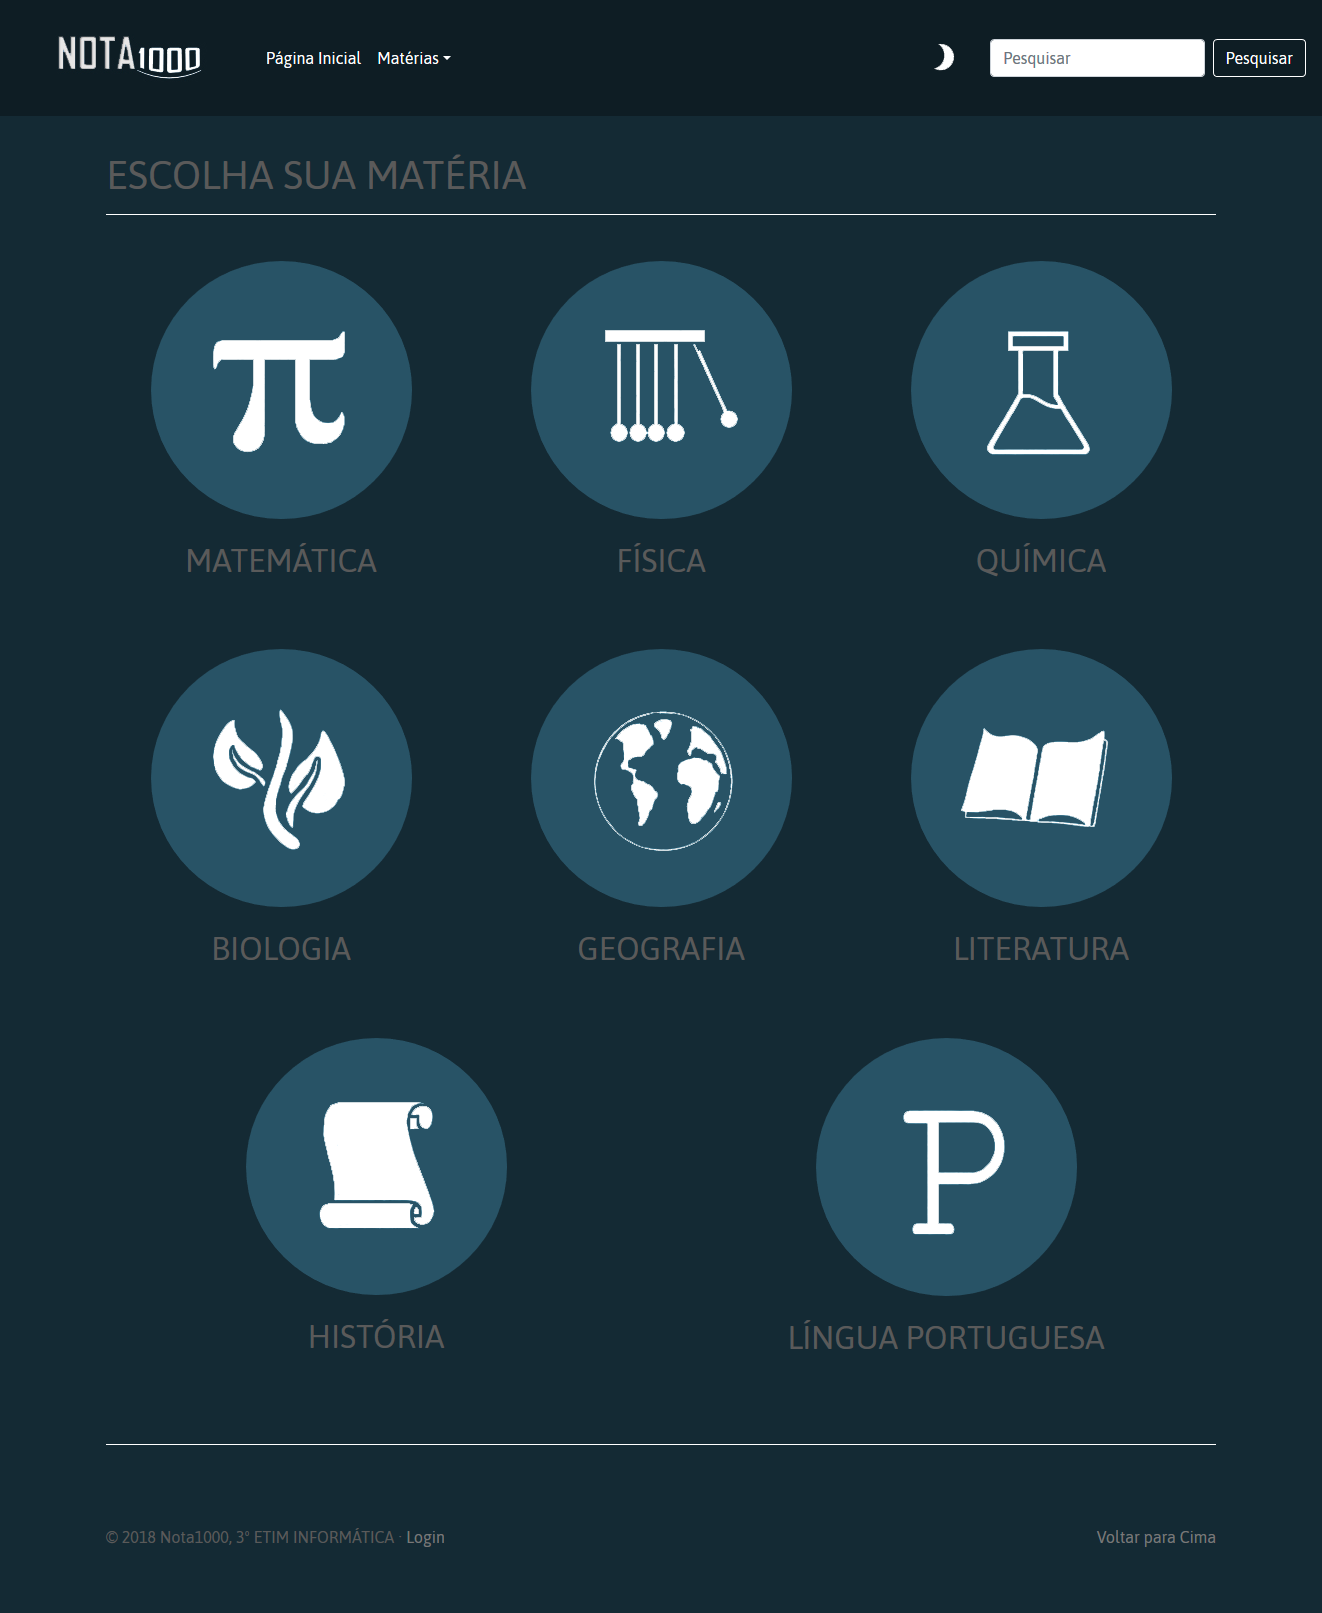 NOTA1000
Página Inicial Matérias
Pesquisar Pesquisar
ESCOLHA SUA MATÉRIA
MATEMÁTICA FÍSICA QUÍMICA
BIOLOGIA GEOGRAFIA LITERATURA
P
HISTÓRIA LÍNGUA PORTUGUESA
© 2018 Nota1000, 3° ETIM INFORMÁTICA · Login Voltar para Cima